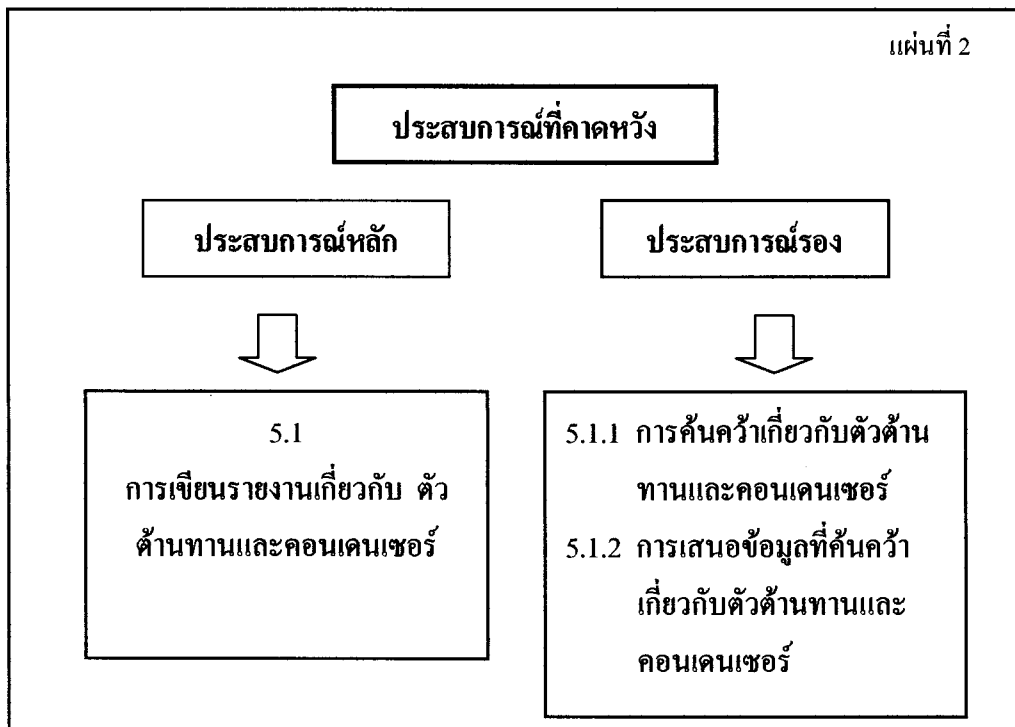 แผ่นที่ 2
ประสบการณ์ที่คาดหวัง
ประสบการณ์หลัก
ประสบการณ์รอง
5.1
การเขียนรายงานเกี่ยวกับ ตัว
ต้านทานและคอนเดนเซอร์
5.1.1 การค้นคว้าเกี่ยวกับตัวต้าน
ทานและคอนเดนเซอร์
5.1.2 การเสนอข้อมูลที่ค้นคว้า
เกี่ยวกับตัวต้านทานและ
คอนเดนเซอร์